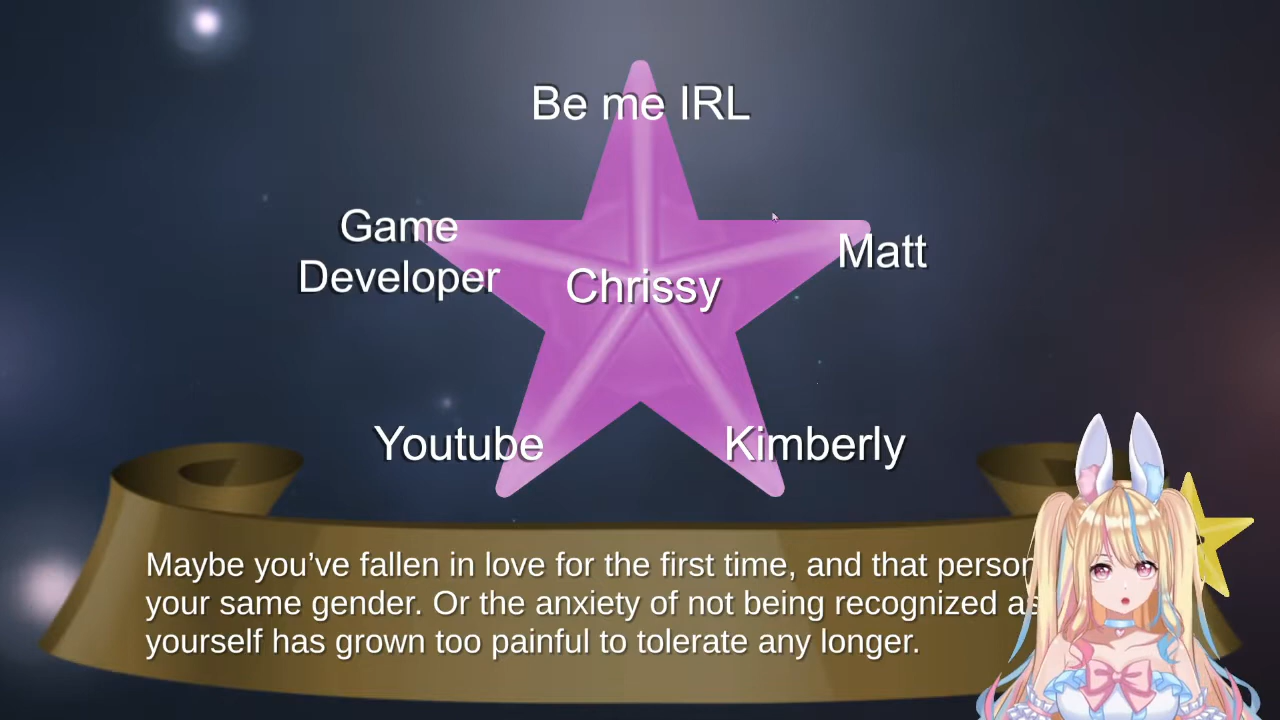 Be me IRL
Game
Developer
Matt
Chrissy
Youtube
Kimberly
Maybe you’ve fallen in love for the first time, and that person
your same gender. Or the anxiety of not being recognized as
yourself has grown too painful to tolerate any longer.